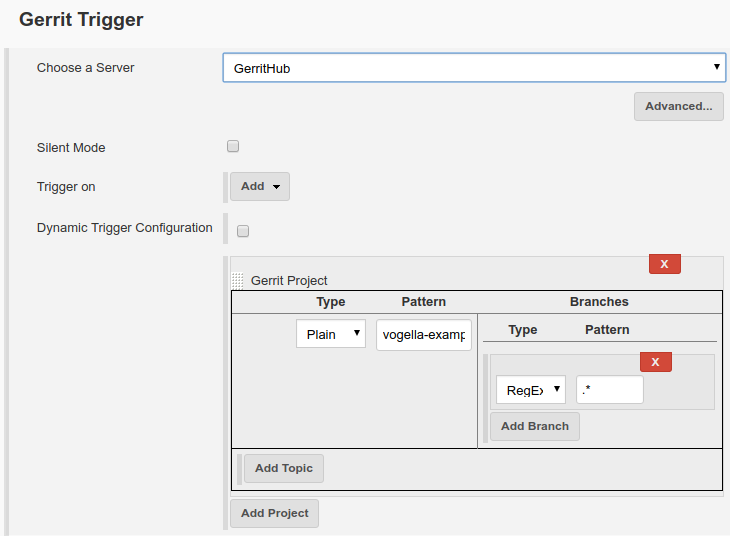 Gerrit Trigger
Choose a Server
GerritHub
Advanced...
Silent Mode
Trigger on
Add
Dynamic Trigger Configuration
X
Gerrit Project
Type Pattern Branches
Plain vogella-examp
Type Pattern
X
RegEx .*
Add Branch
Add Topic
Add Project